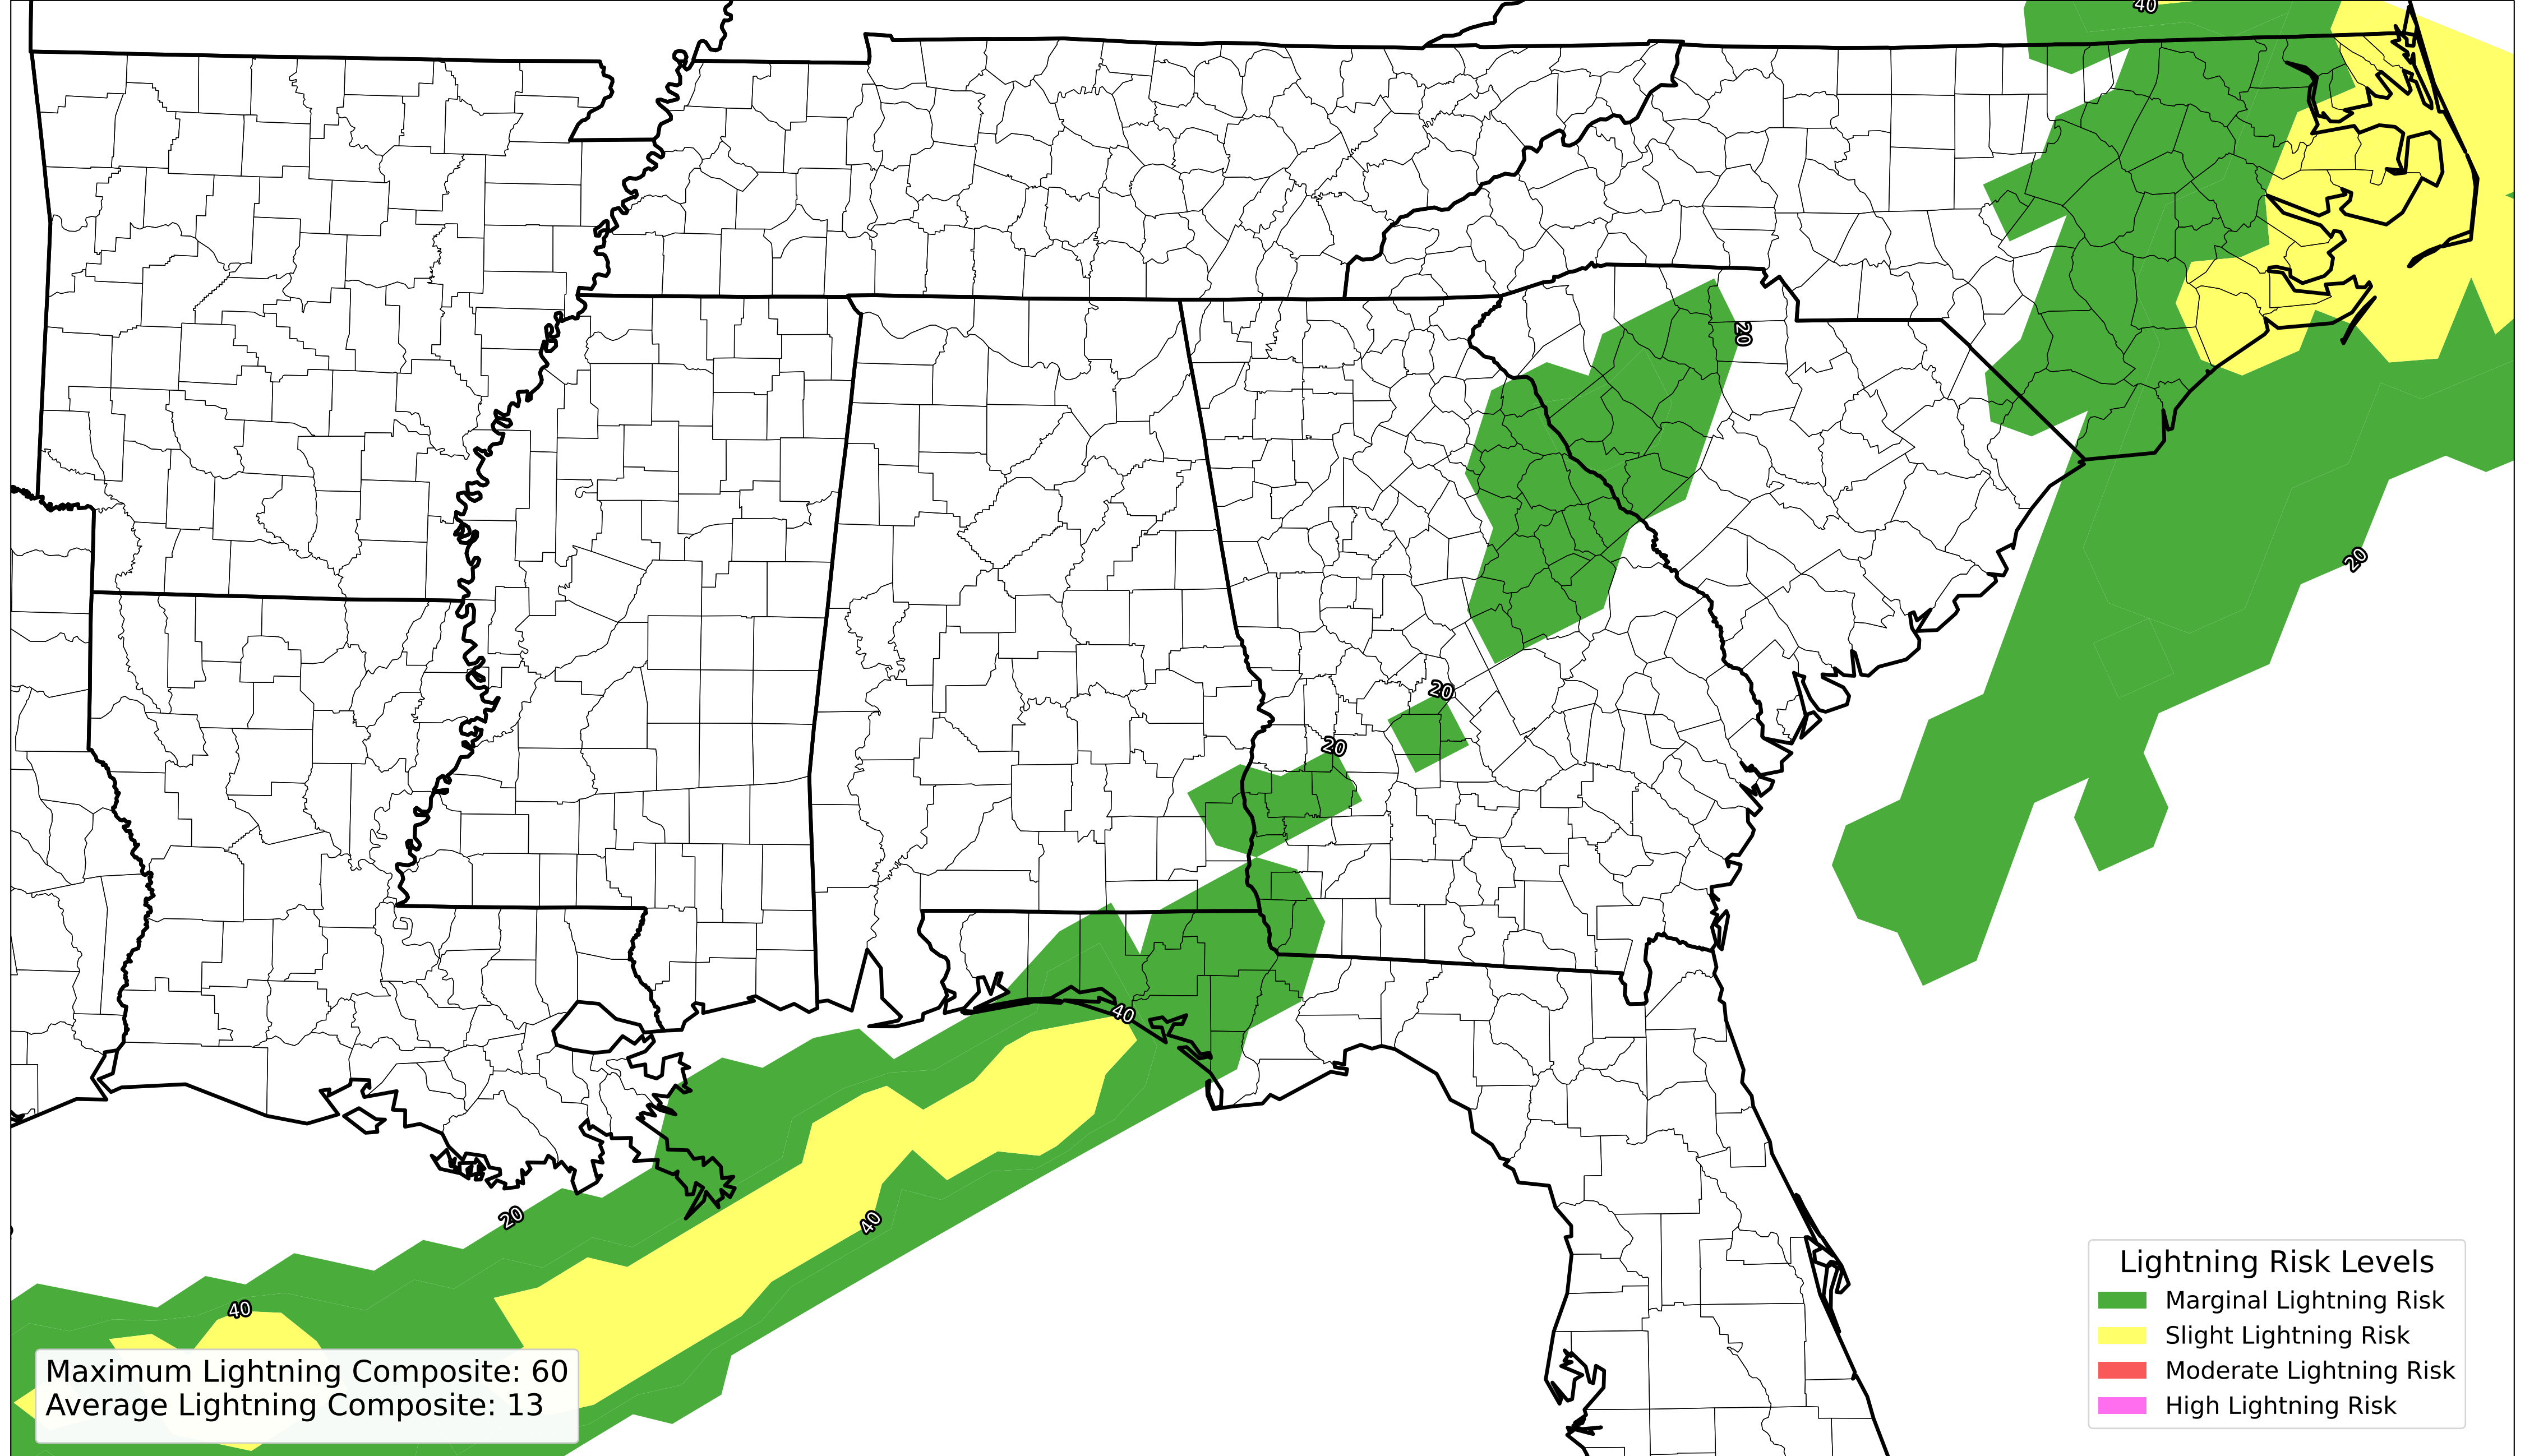 40
20
20
20
20
40
40
20
40
Maximum Lightning Composite: 60
Average Lightning Composite: 13
Lightning Risk Levels
Marginal Lightning Risk
Slight Lightning Risk
Moderate Lightning Risk
High Lightning Risk